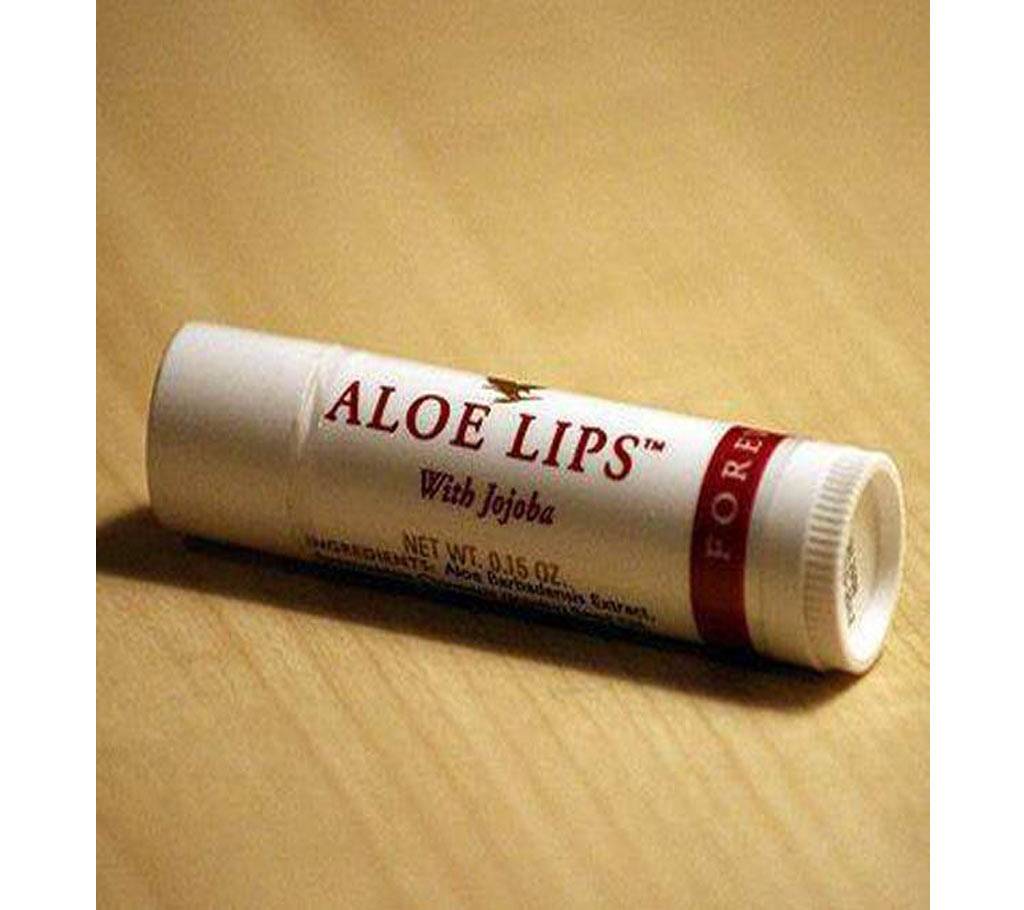 ALOE LIPS™
With Jojoba
NET WT. 0.15 OZ.
INGREDIENTS: Aloe Barbadensis Extract,
FORE